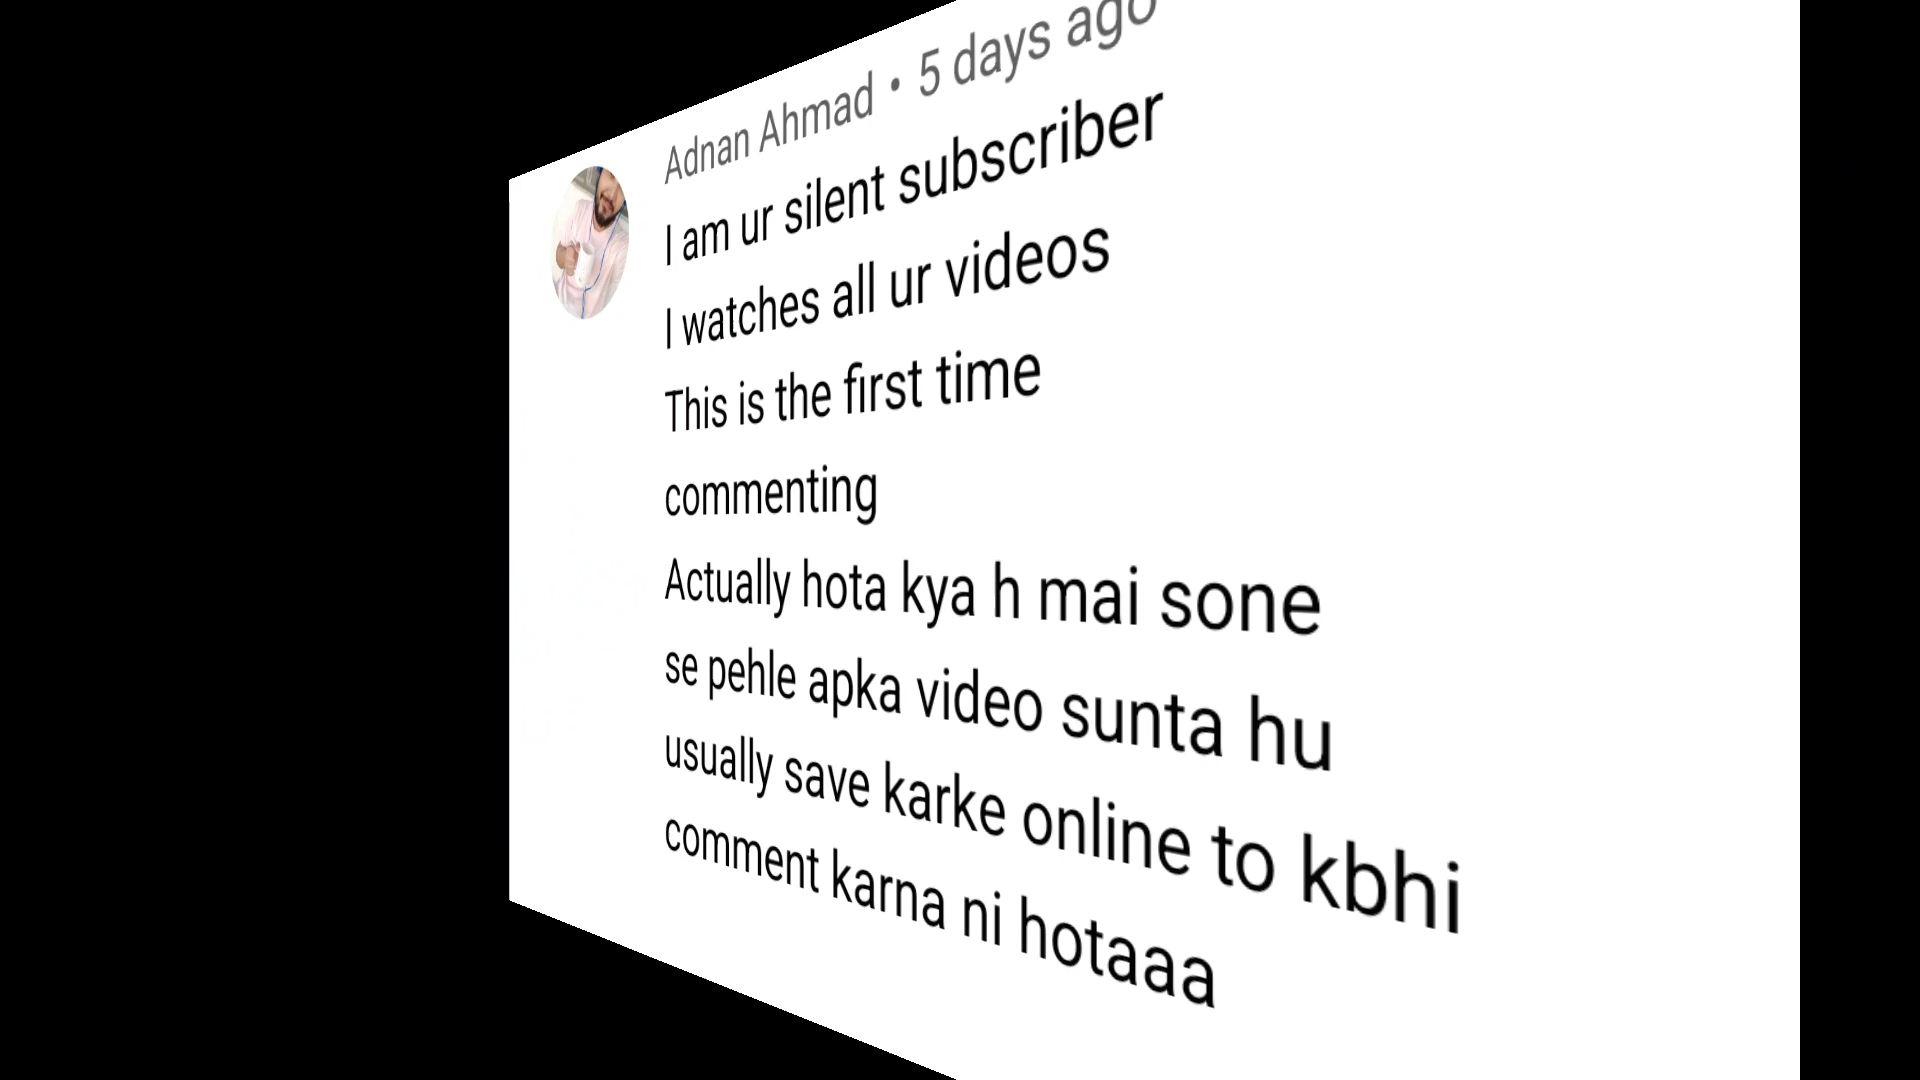 Adnan Ahmad • 5 days ago
I am ur silent subscriber
I watches all ur videos
This is the first time
commenting
Actually hota kya h mai sone
se pehle apka video sunta hu
usually save karke online to kbhi
comment karna ni hotaaa